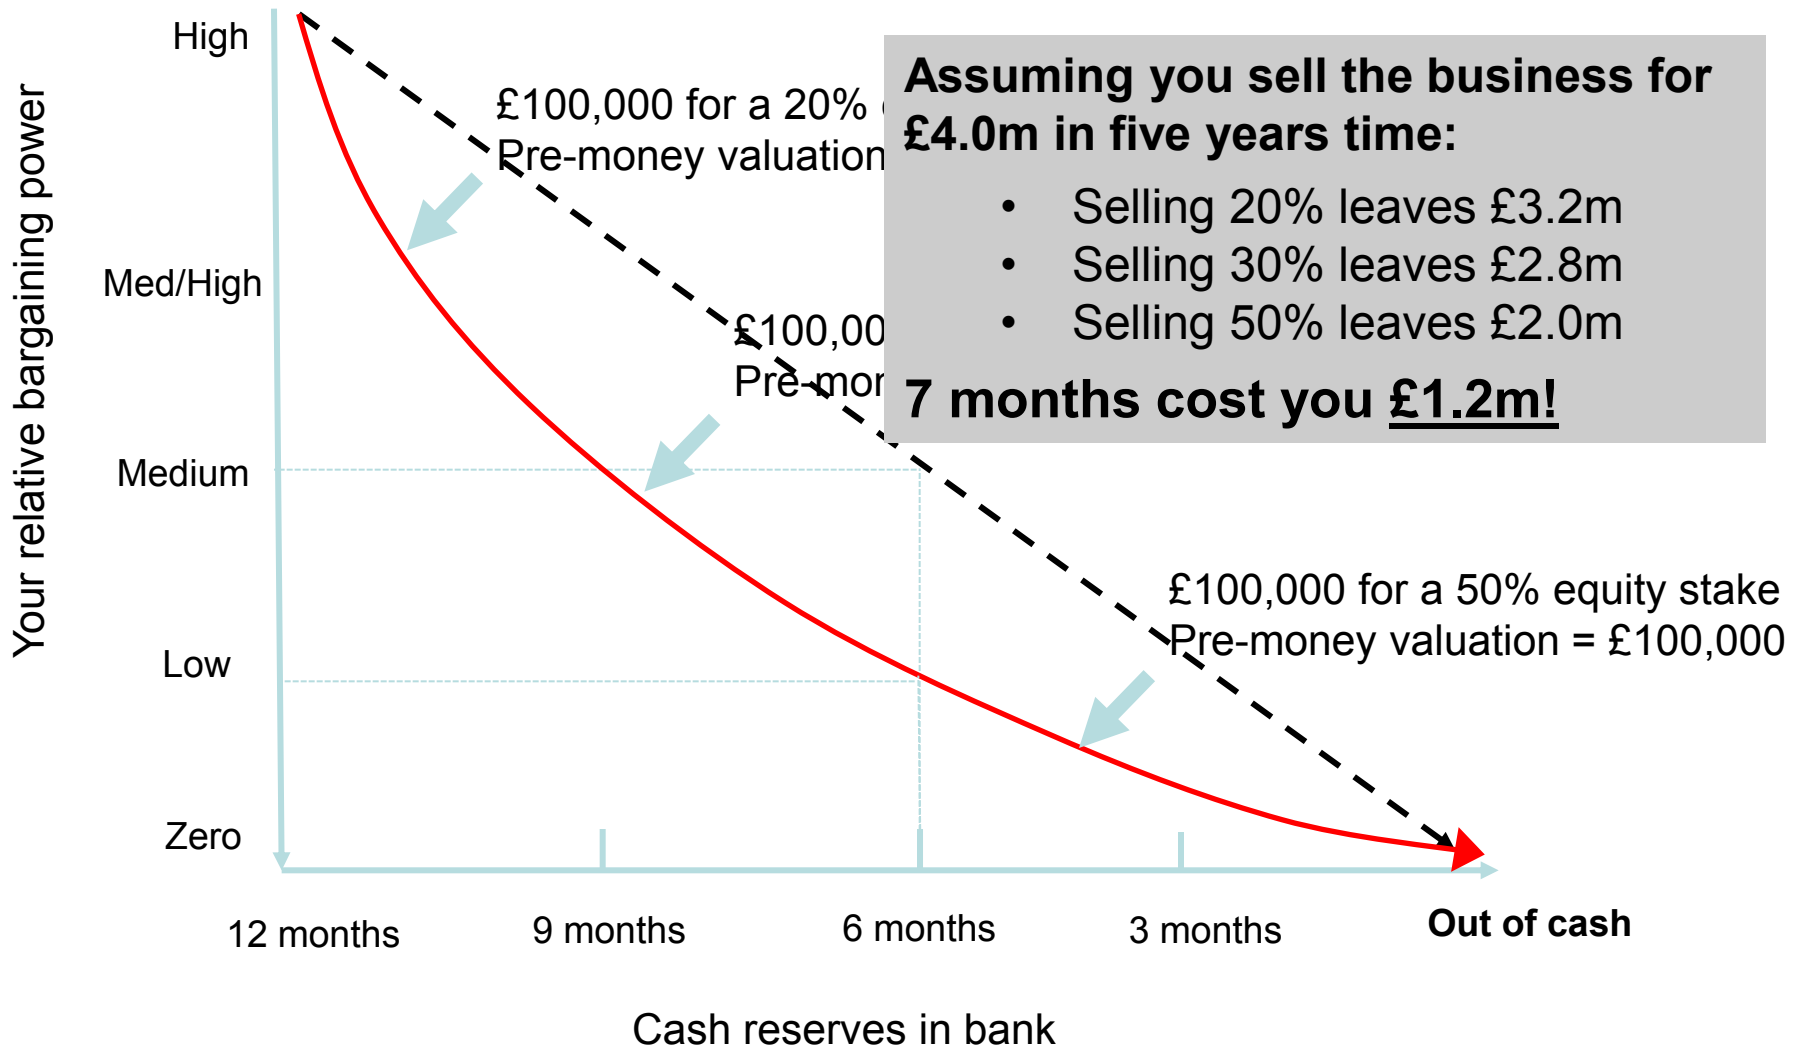 High
£100,000 for a 20%
Pre-money valuation
Assuming you sell the business for
£4.0m in five years time:
• Selling 20% leaves £3.2m
• Selling 30% leaves £2.8m
• Selling 50% leaves £2.0m
7 months cost you £1.2m!
Your relative bargaining power
Med/High
£100,00
Pre-mon
Medium
£100,000 for a 50% equity stake
Pre-money valuation = £100,000
Low
Zero
12 months
9 months
6 months
3 months
Out of cash
Cash reserves in bank